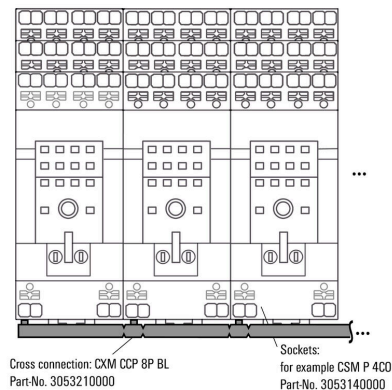 Cross connection: CXM CCP 8P BL
Part-No. 3053210000
Sockets:
for example CSM P 4CO
Part-No. 3053140000